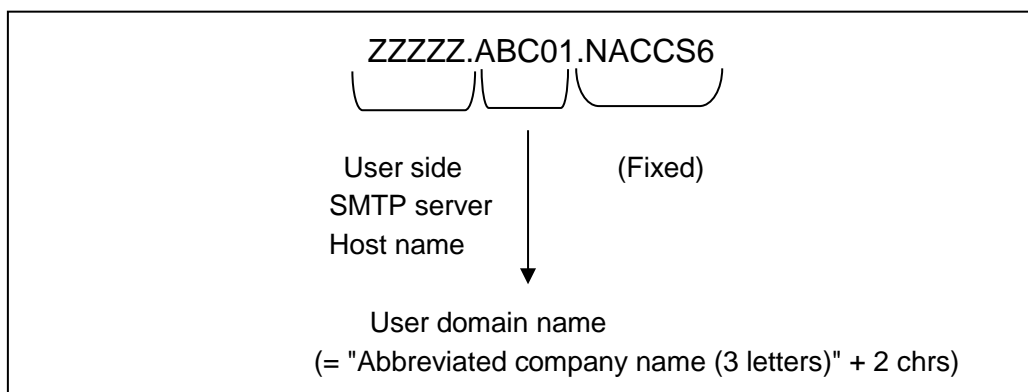 ZZZZZ.ABC01.NACCS6
User side (Fixed)
SMTP server
Host name
User domain name
(= "Abbreviated company name (3 letters)" + 2 chrs)